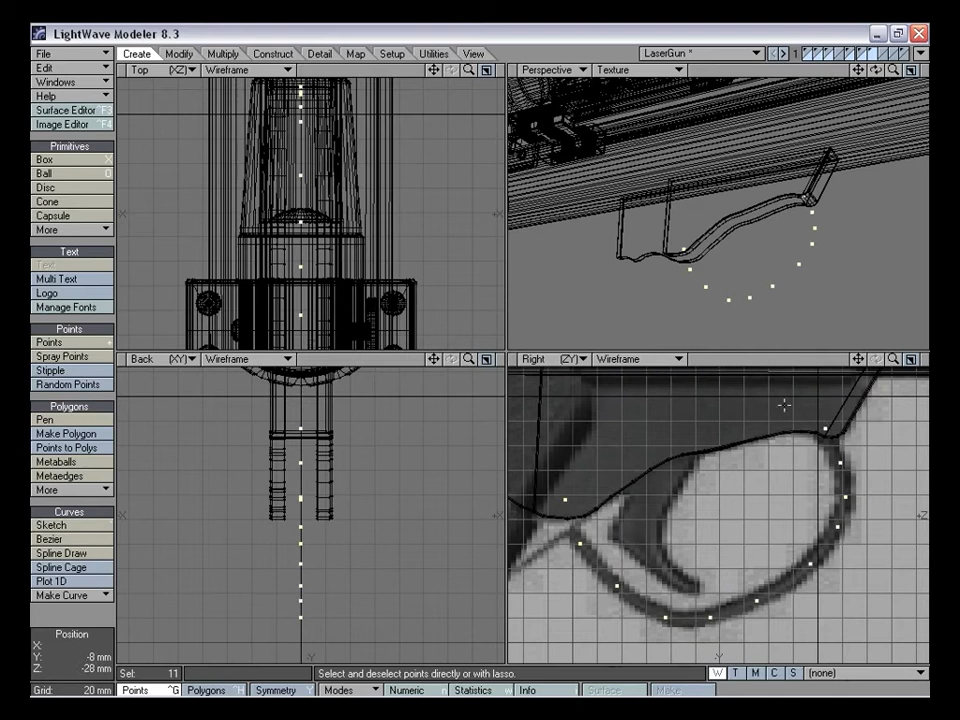 LightWave Modeler 8.3
File Create Modify Multiply Construct Detail Map Setup Utilities View LaserGun * 1
Edit Top (XZ) Wireframe Perspective Texture
Windows
Help
Surface Editor ^F3
Image Editor ^F4
Primitives
Box X
Ball O
Disc
Cone
Capsule
More
Text
Text
Multi Text
Logo
Manage Fonts
Points
Points +
Back (XY) Wireframe Right (ZY) Wireframe
Spray Points
Stipple
Random Points
Polygons
Pen
Make Polygon
Points to Polys
Metaballs
Metaedges
More
Curves
Sketch
Bezier
Spline Draw
Spline Cage
Plot 1D
Make Curve
Position
X:
Y: -8 mm
Z: -28 mm
Sel: 11 Select and deselect points directly or with lasso. W T M C S (none)
Grid: 20 mm Points ^G Polygons ^H Symmetry Y Modes Numeric n Statistics w Info i Surface Make